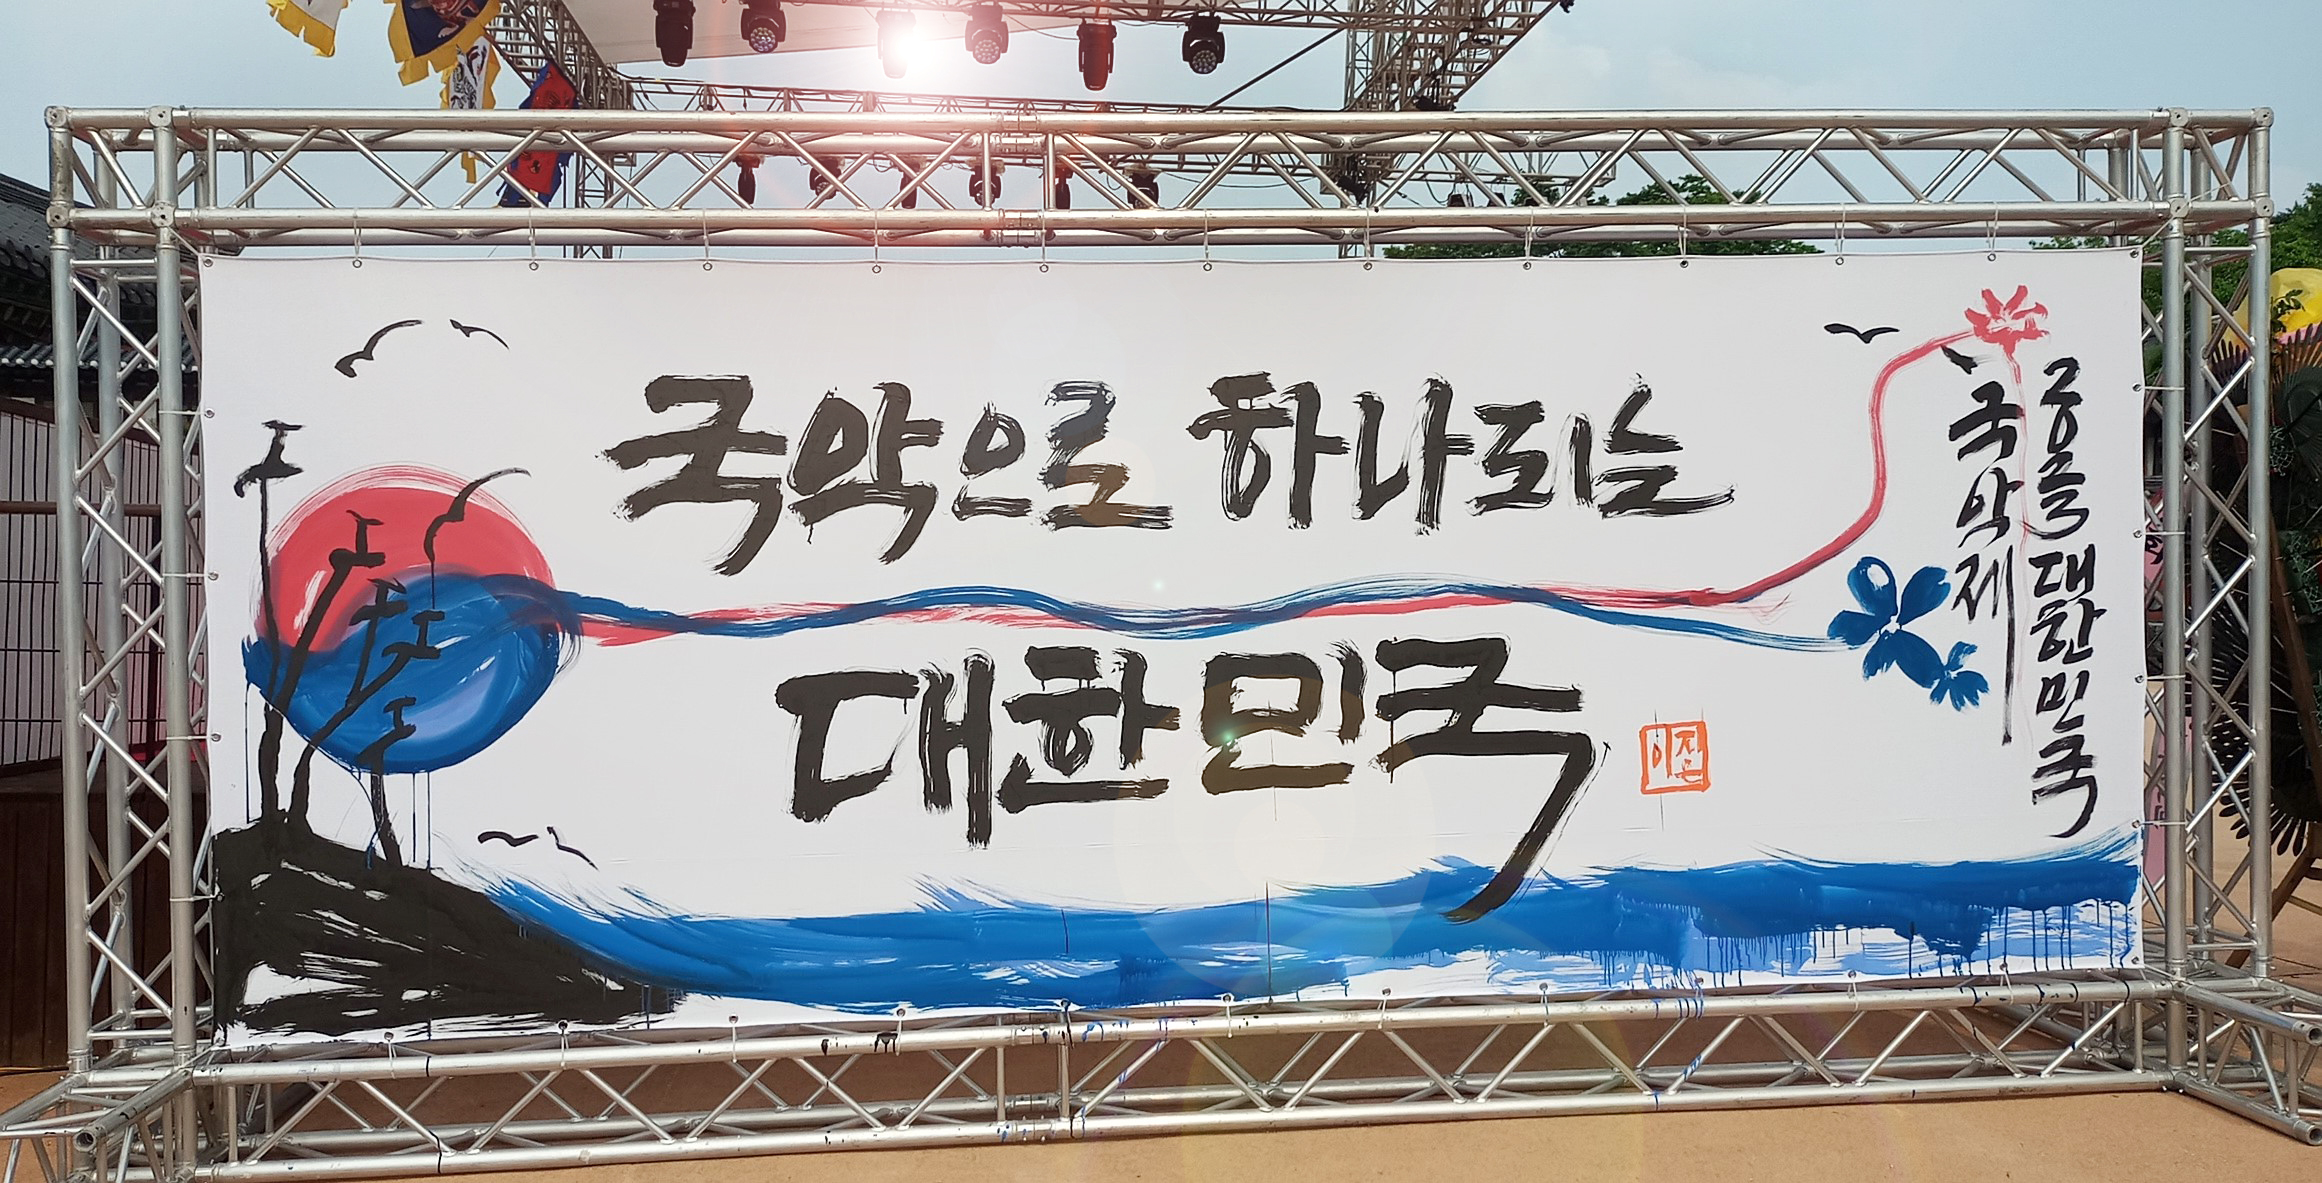 국악으로 하나되는
대한민국
궁중대한민국
국악제